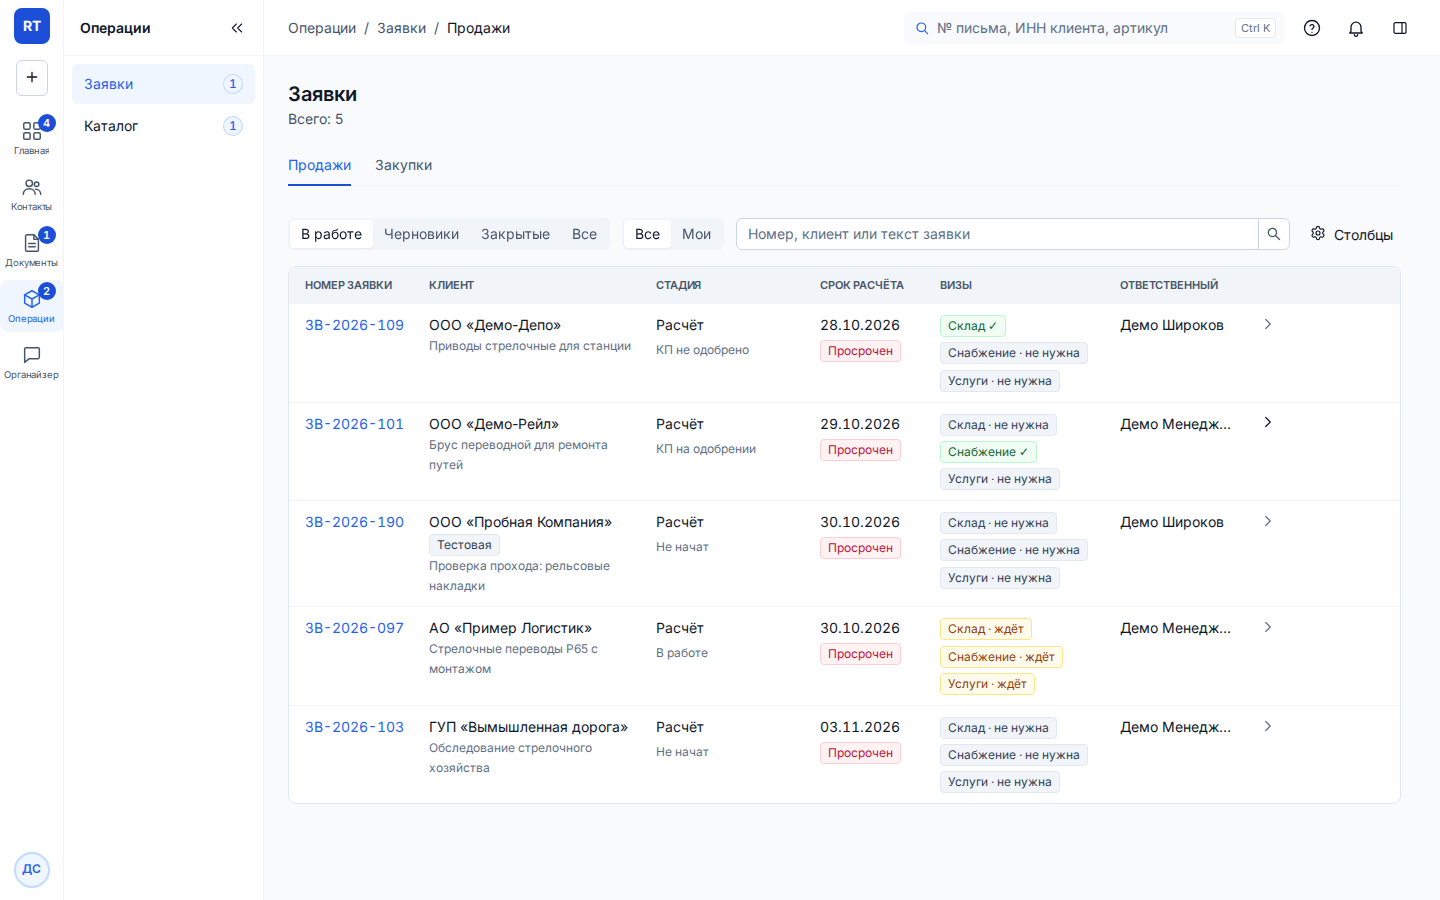 RT
Операции
Операции / Заявки / Продажи
№ письма, ИНН клиента, артикул
Ctrl K
+
4
Главная
Контакты
1
Документы
2
Операции
Органайзер
ДС
Заявки 1
Каталог 1
Заявки
Всего: 5
Продажи Закупки
В работе Черновики Закрытые Все Все Мои Номер, клиент или текст заявки Столбцы
НОМЕР ЗАЯВКИ КЛИЕНТ СТАДИЯ СРОК РАСЧЁТА ВИЗЫ ОТВЕТСТВЕННЫЙ
ЗВ-2026-109 ООО «Демо-Депо» Расчёт 28.10.2026 Склад ✓ Демо Широков
Приводы стрелочные для станции КП не одобрено Просрочен Снабжение · не нужна
Услуги · не нужна
ЗВ-2026-101 ООО «Демо-Рейл» Расчёт 29.10.2026 Склад · не нужна Демо Менедж...
Брус переводной для ремонта КП на одобрении Просрочен Снабжение ✓
путей
Услуги · не нужна
ЗВ-2026-190 ООО «Пробная Компания» Расчёт 30.10.2026 Склад · не нужна Демо Широков
Тестовая Не начат Просрочен Снабжение · не нужна
Проверка прохода: рельсовые
накладки
Услуги · не нужна
ЗВ-2026-097 АО «Пример Логистик» Расчёт 30.10.2026 Склад · ждёт Демо Менедж...
Стрелочные переводы Р65 с В работе Просрочен Снабжение · ждёт
монтажом
Услуги · ждёт
ЗВ-2026-103 ГУП «Вымышленная дорога» Расчёт 03.11.2026 Склад · не нужна Демо Менедж...
Обследование стрелочного Не начат Просрочен Снабжение · не нужна
хозяйства
Услуги · не нужна